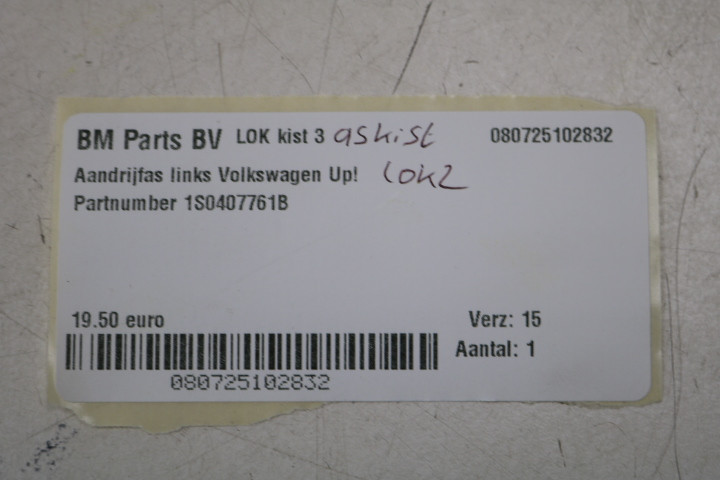 BM Parts BV LOK kist 3 askist 080725102832
Aandrijfas links Volkswagen Up! LOK2
Partnumber 1S0407761B
19.50 euro Verz: 15
Aantal: 1
080725102832